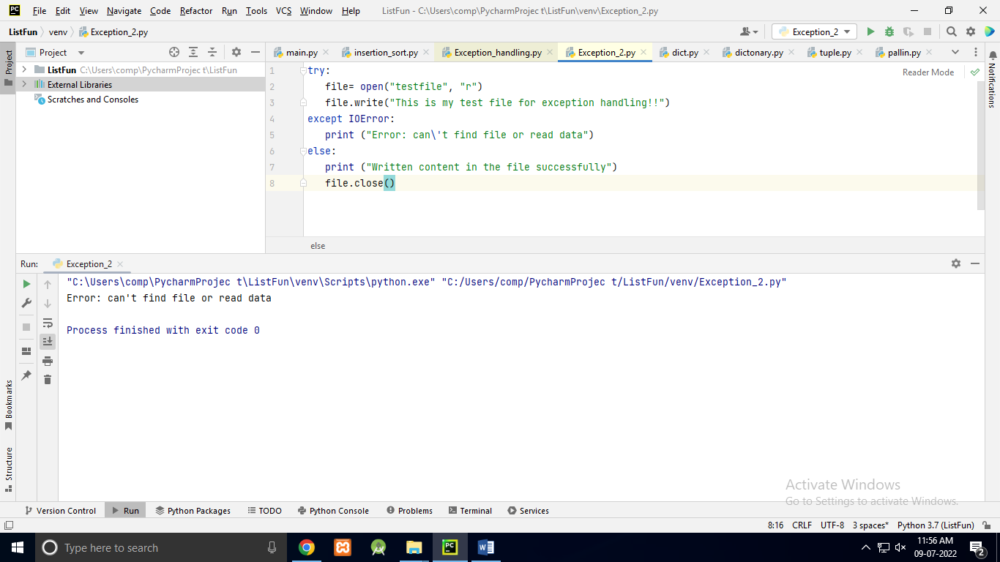 PC File Edit View Navigate Code Refactor Run Tools VCS Window Help ListFun - C:\Users\comp\PycharmProjec t\ListFun\venv\Exception_2.py
ListFun venv Exception_2.py Exception_2
Project
Project
main.py insertion_sort.py Exception_handling.py Exception_2.py dict.py dictonary.py tuple.py pallin.py
Notifications
ListFun C:\Users\comp\PycharmProjec t\ListFun
External Libraries
Scratches and Consoles
Reader Mode
1 try:
2 file= open("testfile", "r")
3 file.write("This is my test file for exception handling!!")
4 except IOError:
5 print ("Error: can\'t find file or read data")
6 else:
7 print ("Written content in the file successfully")
8 file.close()
else
Run: Exception_2
"C:\Users\comp\PycharmProjec t\ListFun\venv\Scripts\python.exe" "C:/Users/comp/PycharmProjec t/ListFun/venv/Exception_2.py"
Error: can't find file or read data
Process finished with exit code 0
Bookmarks
Structure
Activate Windows
Go to Settings to activate Windows.
Version Control Run Python Packages TODO Python Console Problems Terminal Services
8:16 CRLF UTF-8 3 spaces* Python 3.7 (ListFun)
Type here to search
PC
W
11:56 AM
09-07-2022
2